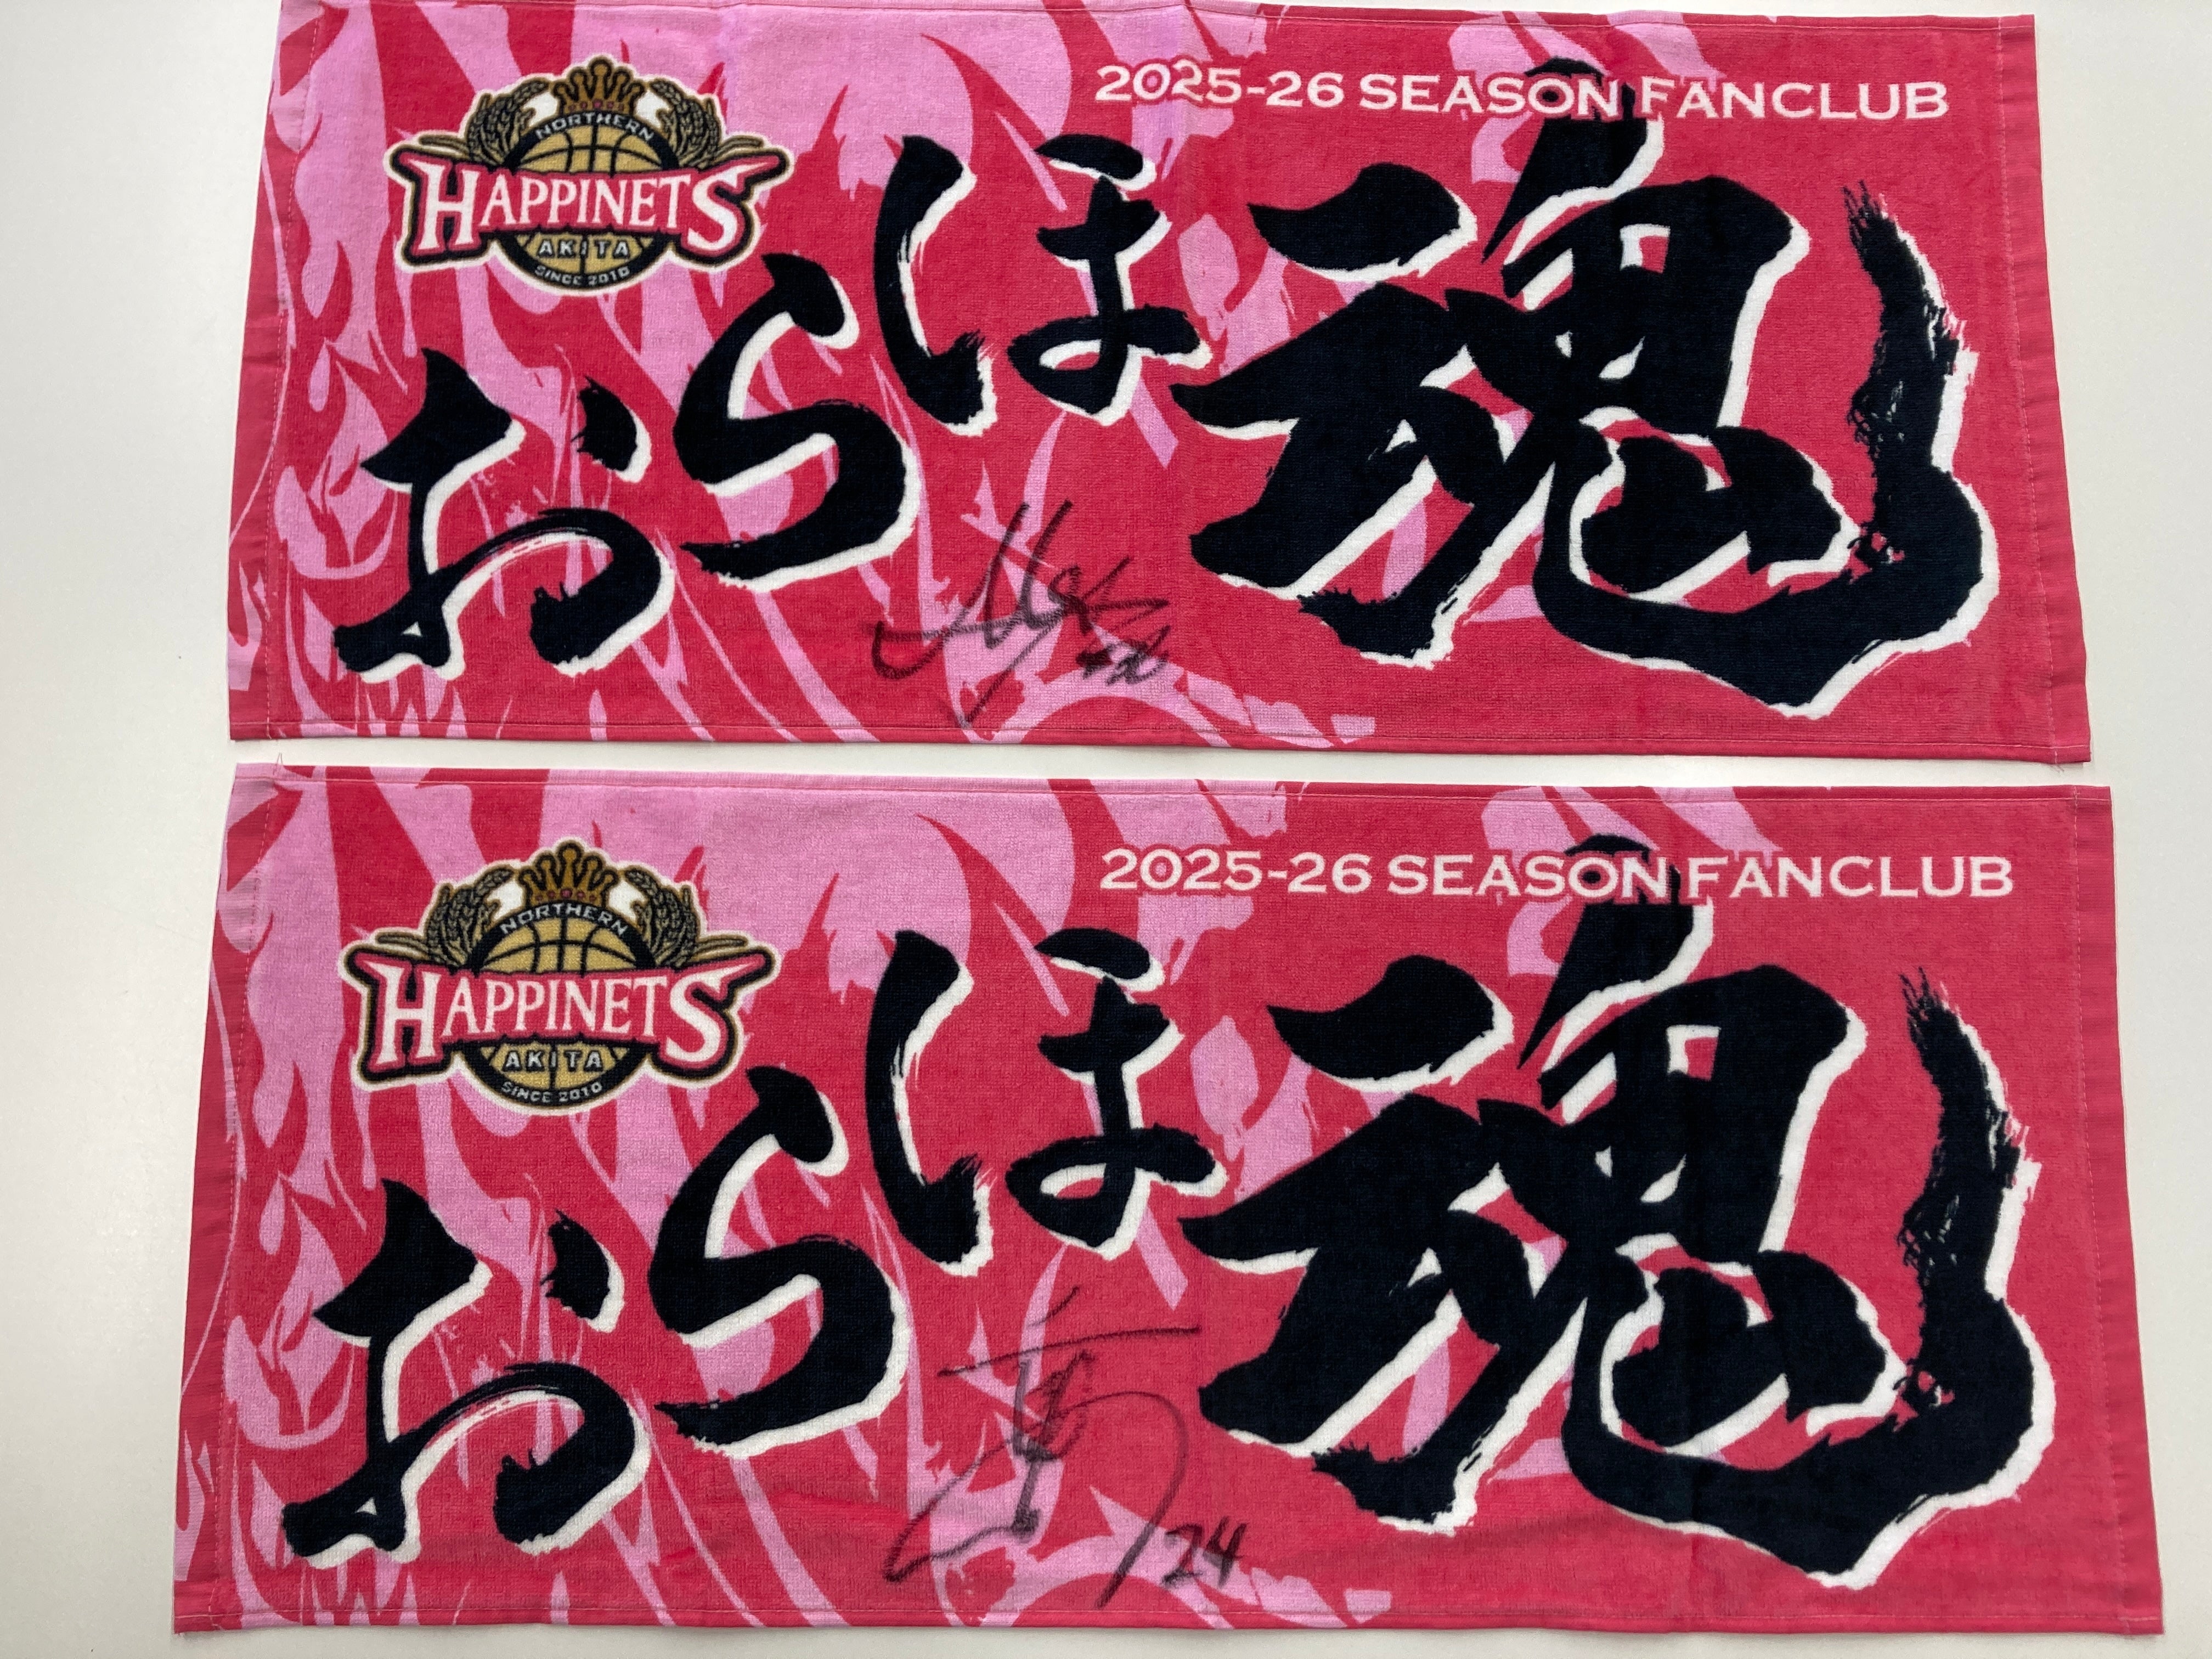 2025-26 SEASON FANCLUB
NORTHERN
HAPPINETS
AKITA
SINCE 2010
おらほ魂
2025-26 SEASON FANCLUB
NORTHERN
HAPPINETS
AKITA
SINCE 2010
おらほ魂
24